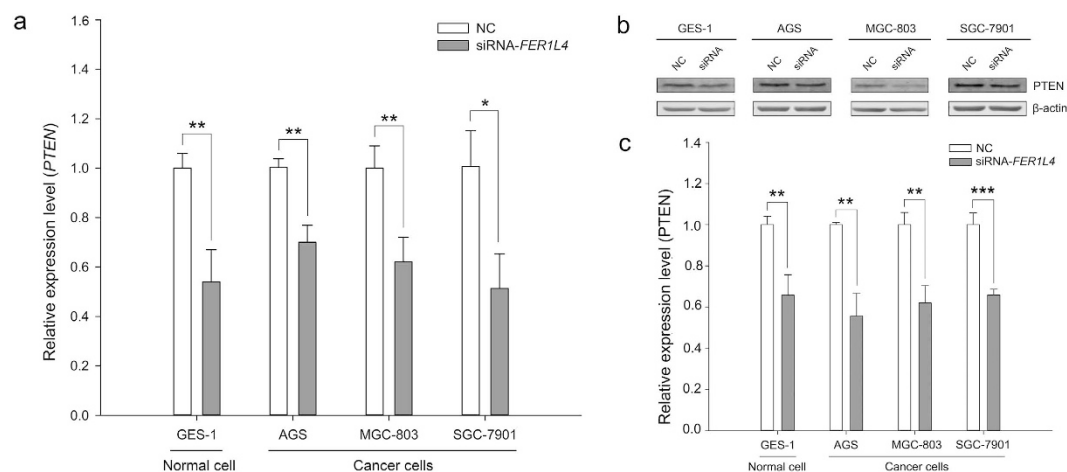 a
Relative expression level (PTEN)
1.6
1.4
1.2
1.0
0.8
0.6
0.4
0.2
0.0
NC
siRNA-FER1L4
**
**
**
*
GES-1 AGS MGC-803 SGC-7901
Normal cell Cancer cells
b
GES-1 AGS MGC-803 SGC-7901
NC siRNA NC siRNA NC siRNA NC siRNA
PTEN
β-actin
c
Relative expression level (PTEN)
1.4
1.2
1.0
0.8
0.6
0.4
0.2
0.0
NC
siRNA-FER1L4
** ** ** ***
GES-1 AGS MGC-803 SGC-7901
Normal cell Cancer cells